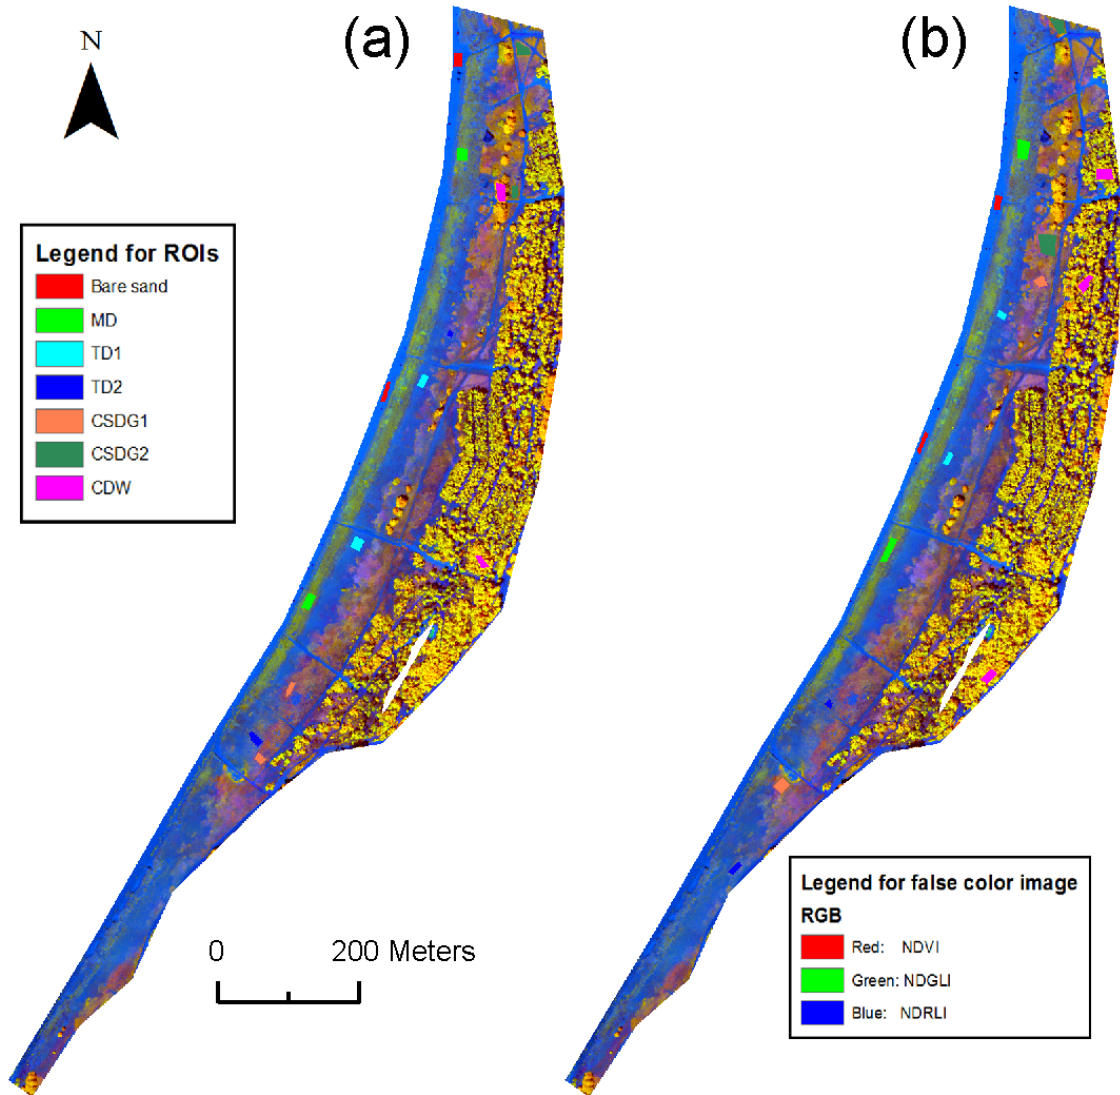 (a)
(b)
N
Legend for ROIs
Bare sand
MD
TD1
TD2
CSDG1
CSDG2
CDW
0 200 Meters
Legend for false color image
RGB
Red: NDVI
Green: NDGLI
Blue: NDRLI